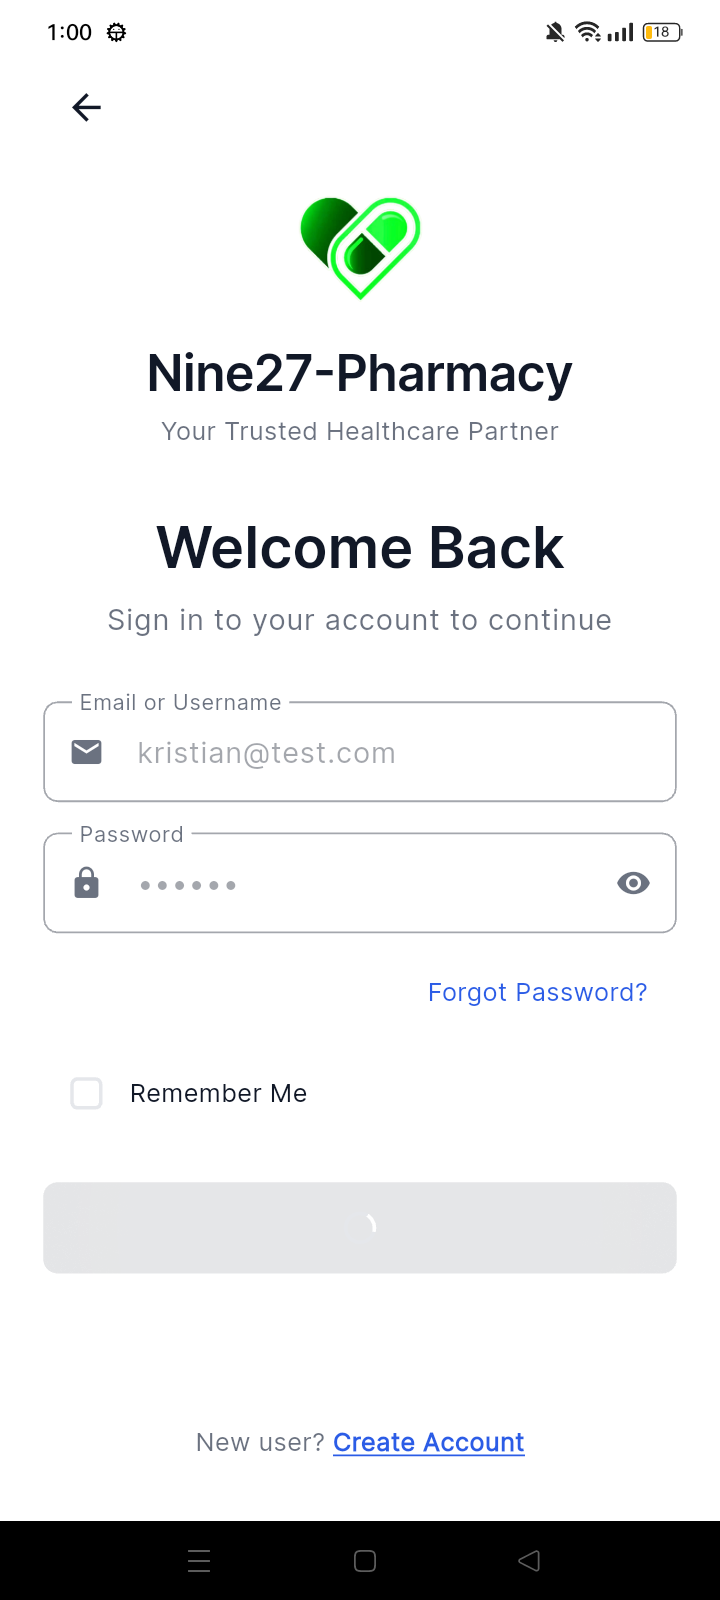 1:00
18
Nine27-Pharmacy
Your Trusted Healthcare Partner
Welcome Back
Sign in to your account to continue
Email or Username
kristian@test.com
Password
••••••
Forgot Password?
Remember Me
New user? Create Account